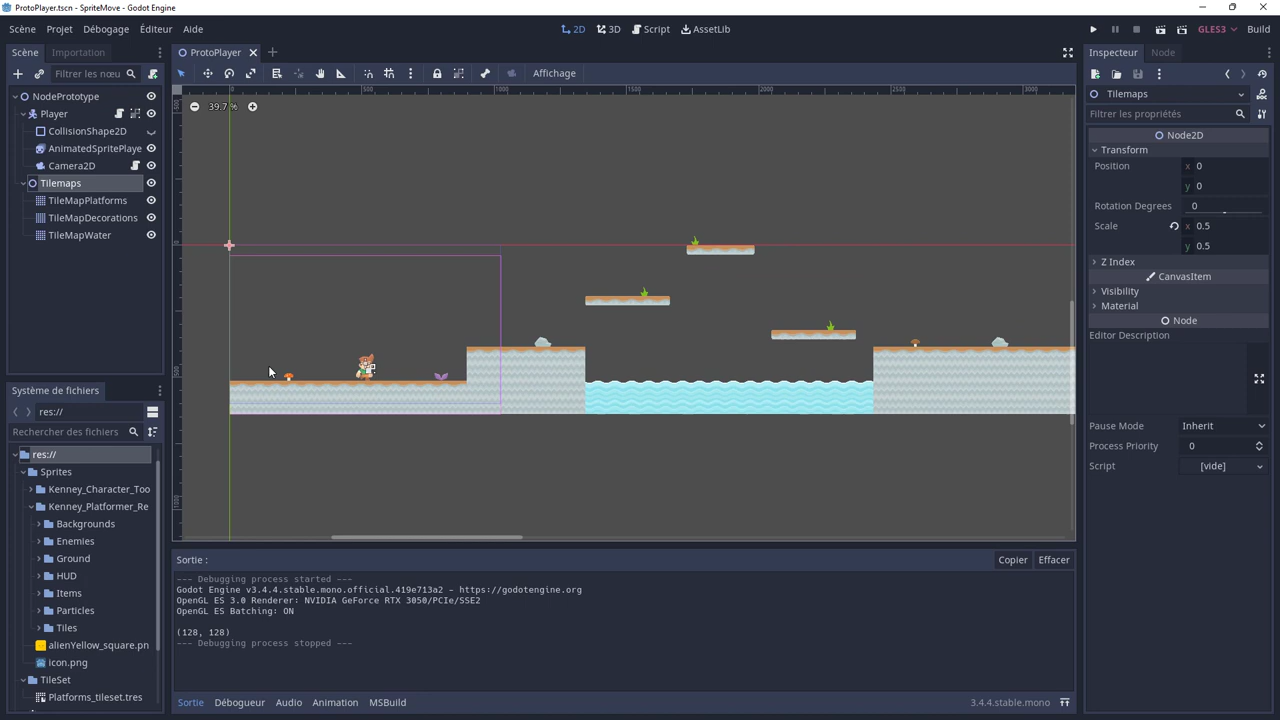 ProtoPlayer.tscn - SpriteMove - Godot Engine
Scène Projet Débogage Éditeur Aide
2D 3D Script AssetLib
GLES3 Build
Scène Importation
Filtrer les nœu
NodePrototype
Player
CollisionShape2D
AnimatedSpritePlaye
Camera2D
Tilemaps
TileMapPlatforms
TileMapDecorations
TileMapWater
Système de fichiers
res://
Rechercher des fichiers
res://
Sprites
Kenney_Character_Too
Kenney_Platformer_Re
Backgrounds
Enemies
Ground
HUD
Items
Particles
Tiles
alienYellow_square.pn
icon.png
TileSet
Platforms_tileset.tres
ProtoPlayer
Affichage
0 500 1000 1500 2000 2500 3000
39.7 %
Sortie :
Copier Effacer
--- Debugging process started ---
Godot Engine v3.4.4.stable.mono.official.419e713a2 - https://godotengine.org
OpenGL ES 3.0 Renderer: NVIDIA GeForce RTX 3050/PCIe/SSE2
OpenGL ES Batching: ON
(128, 128)
--- Debugging process stopped ---
Sortie Débogueur Audio Animation MSBuild
3.4.4.stable.mono
Inspecteur Node
Tilemaps
Filtrer les propriétés
Node2D
Transform
Position x 0
y 0
Rotation Degrees 0
Scale x 0.5
y 0.5
Z Index
CanvasItem
Visibility
Material
Node
Editor Description
Pause Mode Inherit
Process Priority 0
Script [vide]